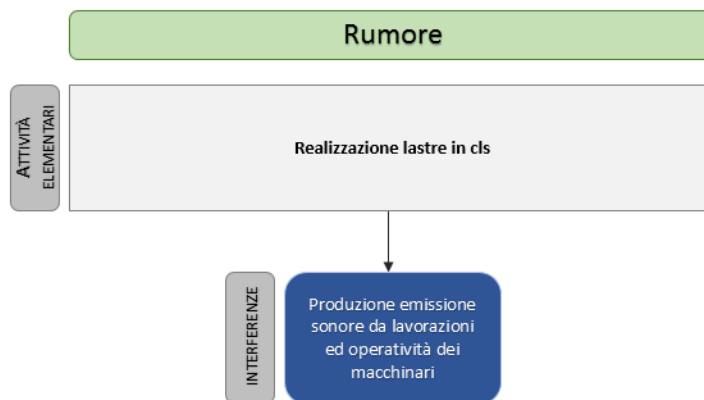 Rumore
ATTIVITÀ
ELEMENTARI
Realizzazione lastre in cls
INTERFERENZE
Produzione emissione
sonore da lavorazioni
ed operatività dei
macchinari